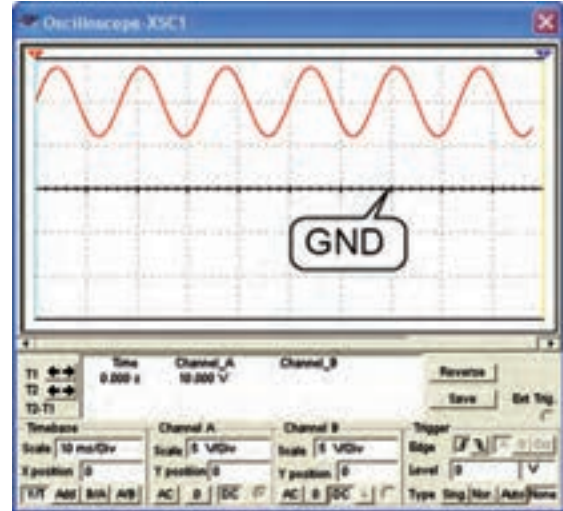 Oscilloscope-XSC1
GND
Time Channel_A Channel_B
T1 0.000 s 10.000 V
T2
T2-T1
Reverse
Save
Ext Trig.
Timebase Channel A Channel B Trigger
Scale 10 ms/Div Scale 5 V/Div Scale 5 V/Div Edge
X position 0 Y position 0 Y position 0 Level 0 V
Y/T Add B/A A/B AC 0 DC AC 0 DC - Type Sing. Nor. Auto None